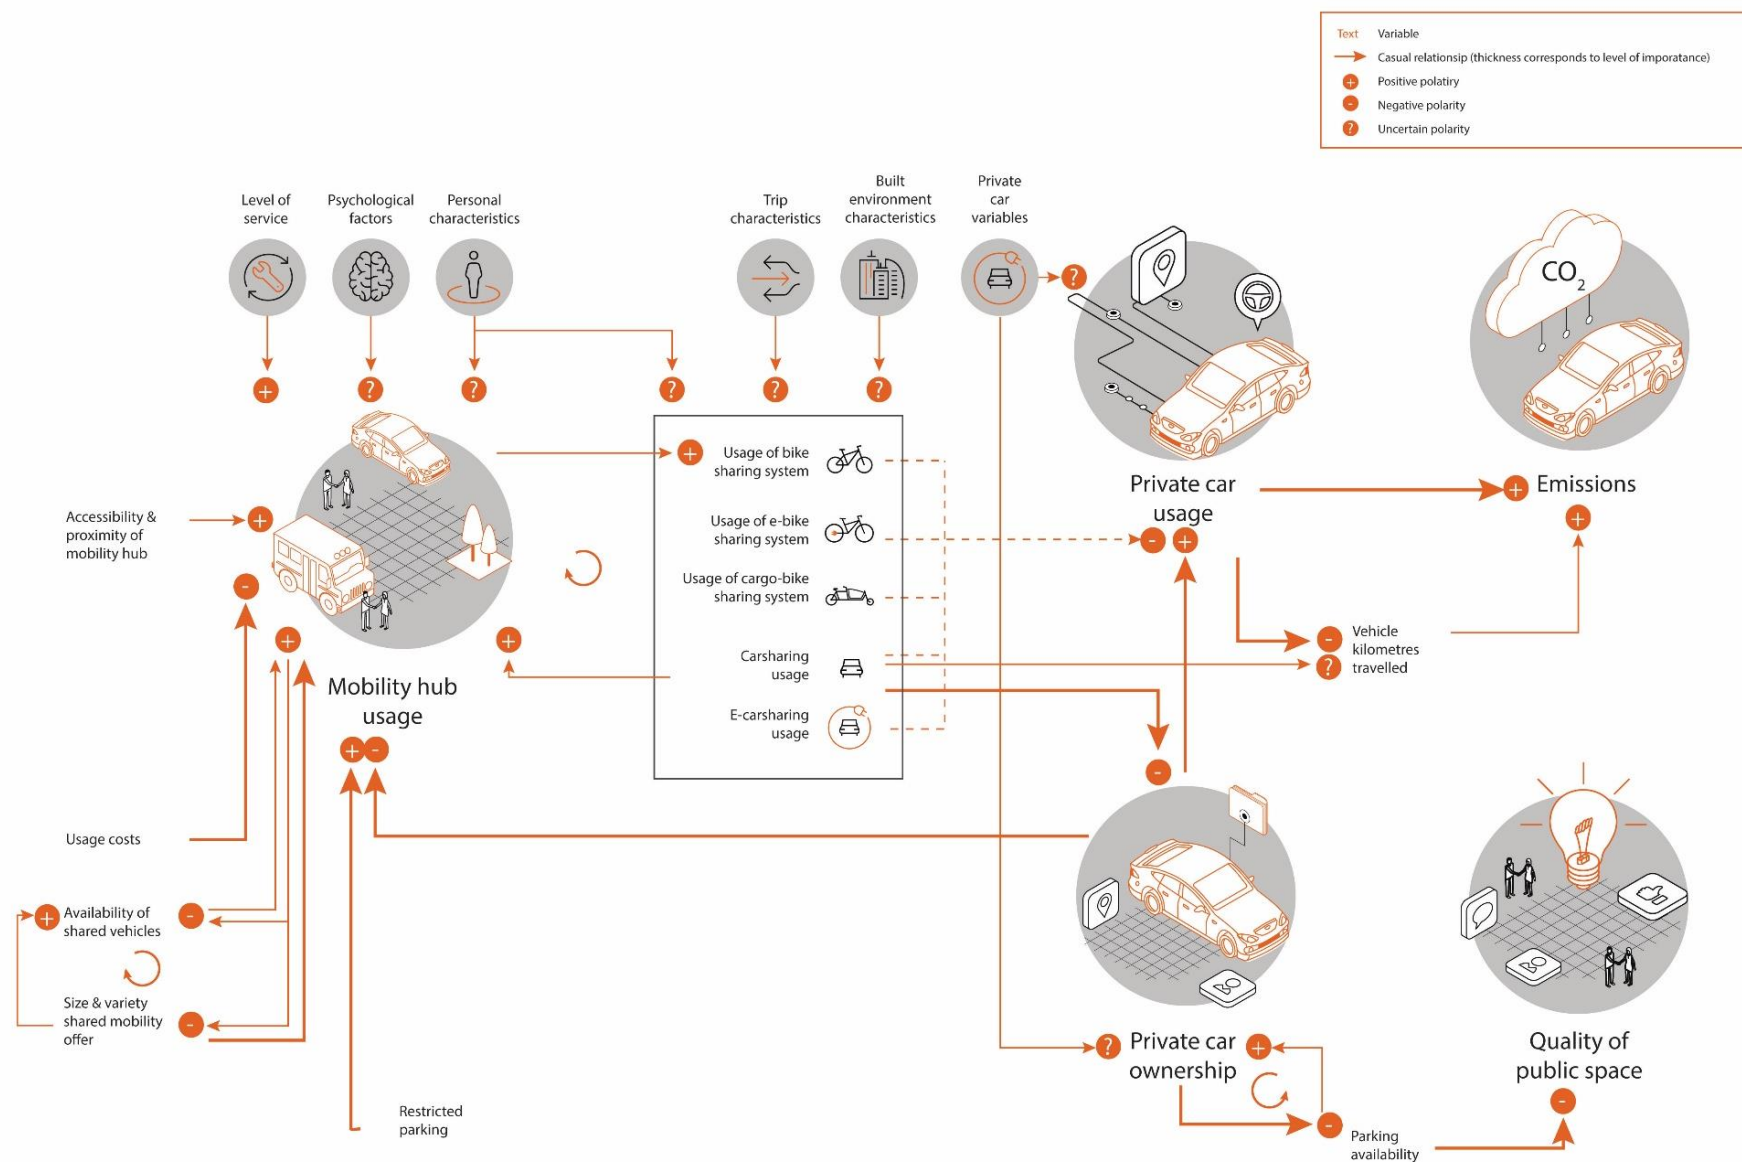 Text Variable
Casual relationsip (thickness corresponds to level of imporatance)
+ Positive polatiry
- Negative polarity
? Uncertain polarity
Level of
service
Psychological
factors
Personal
characteristics
Trip
characteristics
Built
environment
characteristics
Private
car
variables
?
CO2
+
?
?
?
?
?
+
Usage of bike
sharing system
Private car
usage
+
Emissions
Accessibility &
proximity of
mobility hub
+
Usage of e-bike
sharing system
-
+
+
-
Usage of cargo-bike
sharing system
+
+
Carsharing
usage
-
?
Vehicle
kilometres
travelled
Mobility hub
usage
E-carsharing
usage
+
-
-
Usage costs
+
Availability of
shared vehicles
-
Size & variety
shared mobility
offer
-
?
Private car
ownership
+
Quality of
public space
-
Restricted
parking
-
Parking
availability